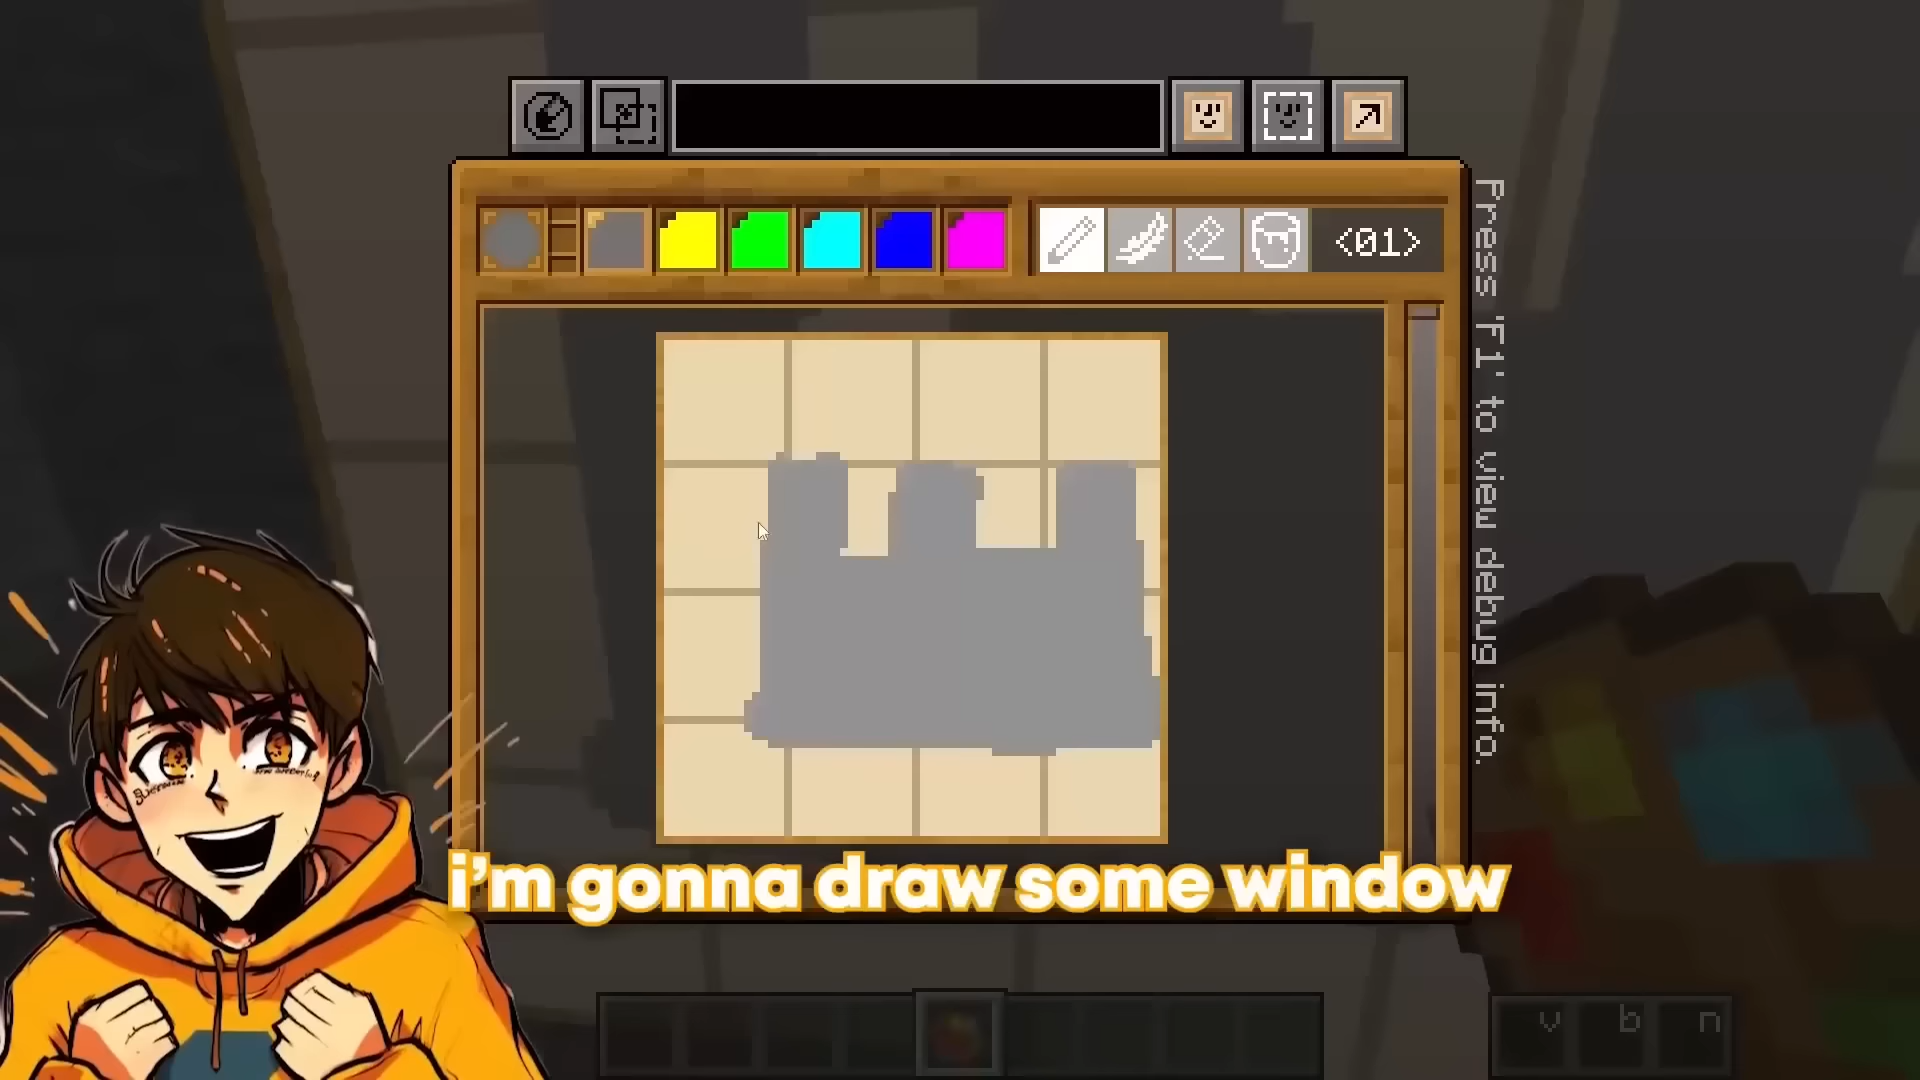 <01>
Press 'F1' to view debug info.
i'm gonna draw some window
v b n